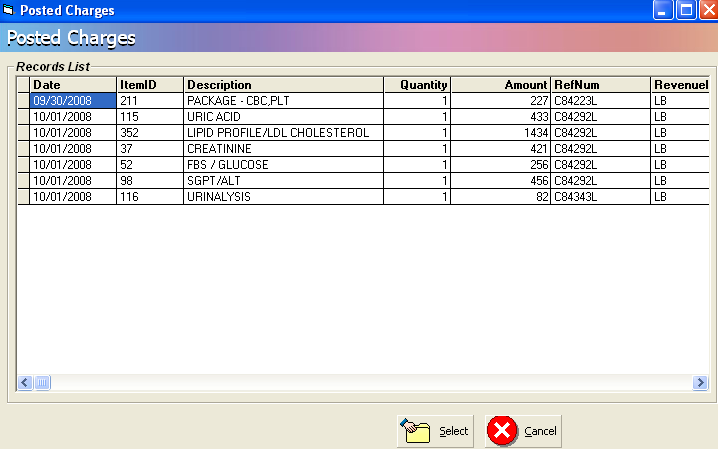 Posted Charges
Posted Charges
Records List
Date ItemID Description Quantity Amount RefNum RevenueI
09/30/2008 211 PACKAGE - CBC,PLT 1 227 C84223L LB
10/01/2008 115 URIC ACID 1 433 C84292L LB
10/01/2008 352 LIPID PROFILE/LDL CHOLESTEROL 1 1434 C84292L LB
10/01/2008 37 CREATININE 1 421 C84292L LB
10/01/2008 52 FBS / GLUCOSE 1 256 C84292L LB
10/01/2008 98 SGPT/ALT 1 456 C84292L LB
10/01/2008 116 URINALYSIS 1 82 C84343L LB
Select Cancel